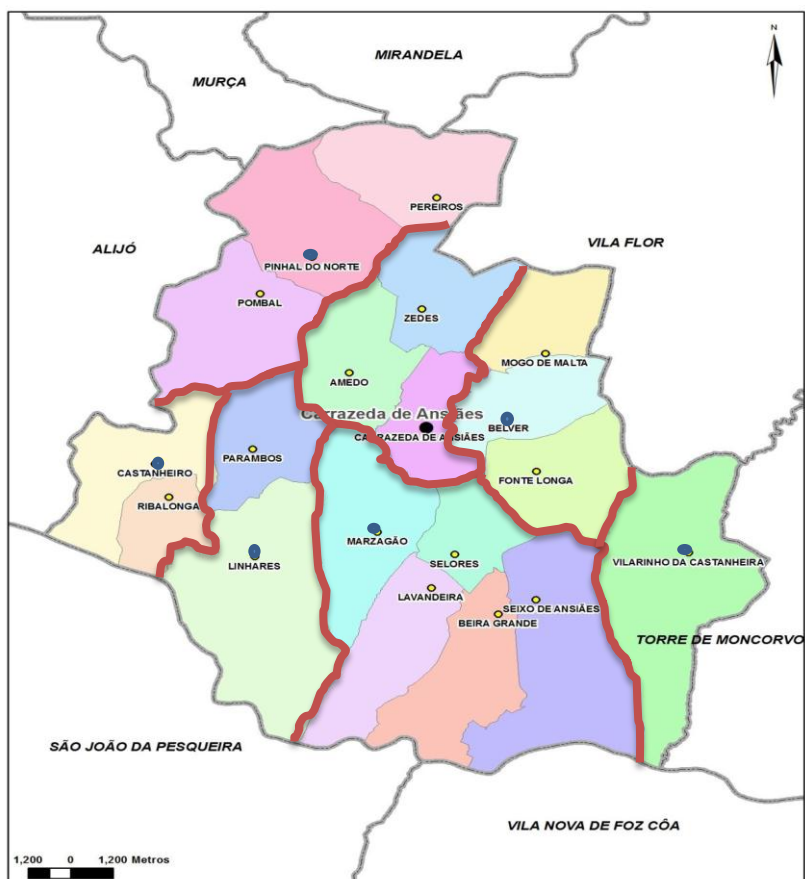 MIRANDELA
N
MURÇA
PEREIROS
ALIJÓ
VILA FLOR
PINHAL DO NORTE
POMBAL
ZEDES
MOGO DE MALTA
AMEDO
Carrazeda de Ansiães
CARRAZEDA DE ANSIÃES
BELVER
PARAMBOS
CASTANHEIRO
FONTE LONGA
RIBALONGA
MARZAGÃO
LINHARES
SELORES
VILARINHO DA CASTANHEIRA
LAVANDEIRA
SEIXO DE ANSIÃES
BEIRA GRANDE
TORRE DE MONCORVO
SÃO JOÃO DA PESQUEIRA
VILA NOVA DE FOZ CÔA
1,200 0 1,200 Metros